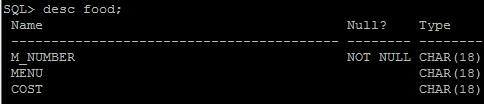 SQL> desc food;
Name Null? Type
----------------------------------------- -------- --------
M_NUMBER NOT NULL CHAR(18)
MENU CHAR(18)
COST CHAR(18)